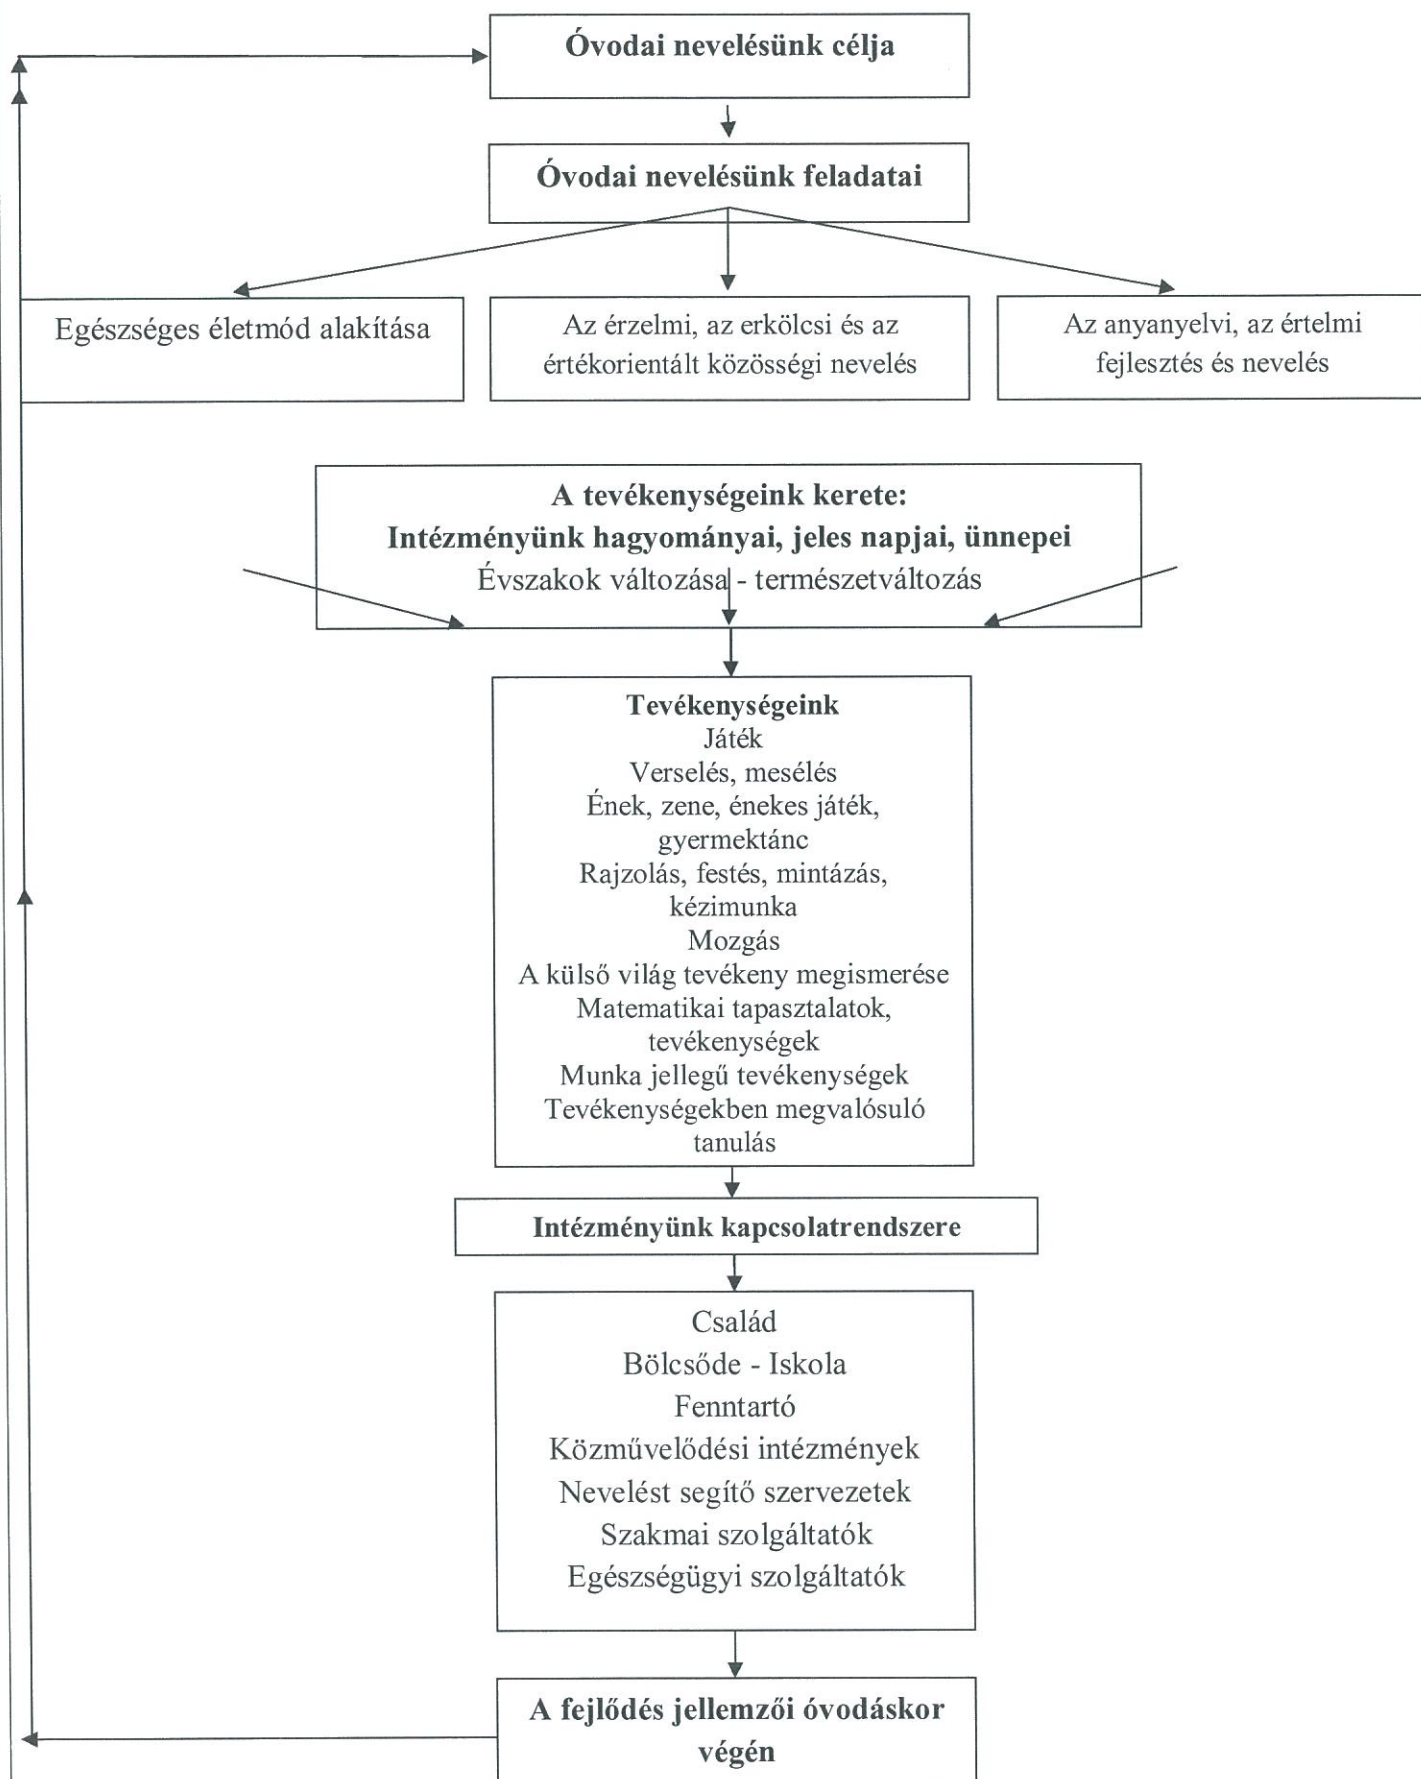 Óvodai nevelésünk célja
Óvodai nevelésünk feladatai
Egészséges életmód alakítása
Az érzelmi, az erkölcsi és az
értékorientált közösségi nevelés
Az anyanyelvi, az értelmi
fejlesztés és nevelés
A tevékenységeink kerete:
Intézményünk hagyományai, jeles napjai, ünnepei
Évszakok változása - természetváltozás
Tevékenységeink
Játék
Verselés, mesélés
Ének, zene, énekes játék,
gyermektánc
Rajzolás, festés, mintázás,
kézimunka
Mozgás
A külső világ tevékeny megismerése
Matematikai tapasztalatok,
tevékenységek
Munka jellegű tevékenységek
Tevékenységekben megvalósuló
tanulás
Intézményünk kapcsolatrendszere
Család
Bölcsőde - Iskola
Fenntartó
Közművelődési intézmények
Nevelést segítő szervezetek
Szakmai szolgáltatók
Egészségügyi szolgáltatók
A fejlődés jellemzői óvodáskor
végén